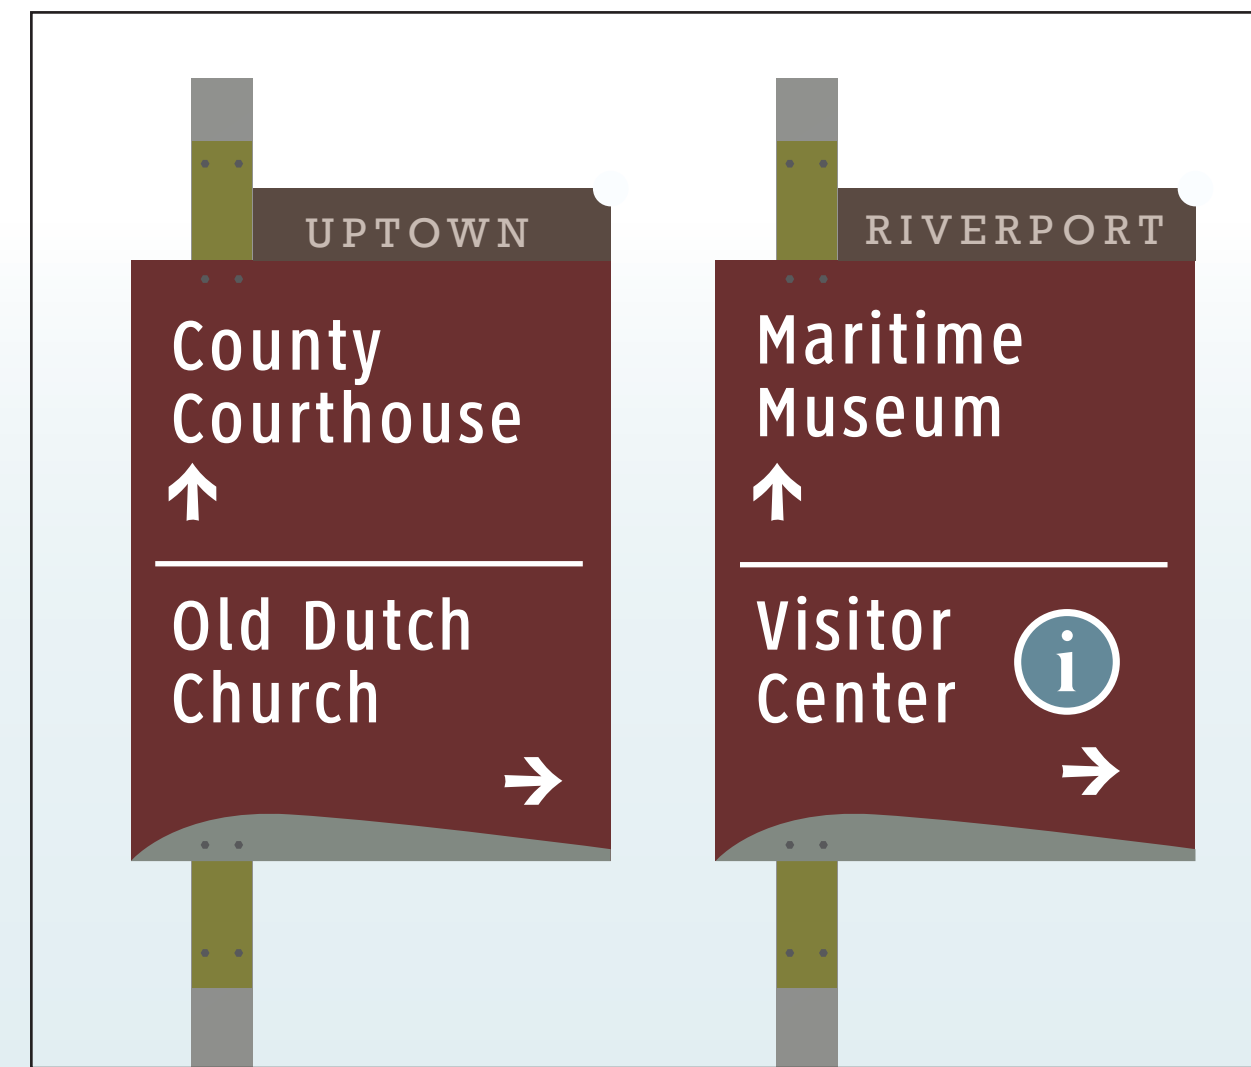 UPTOWN
County
Courthouse
Old Dutch
Church
RIVERPORT
Maritime
Museum
Visitor
Center
i